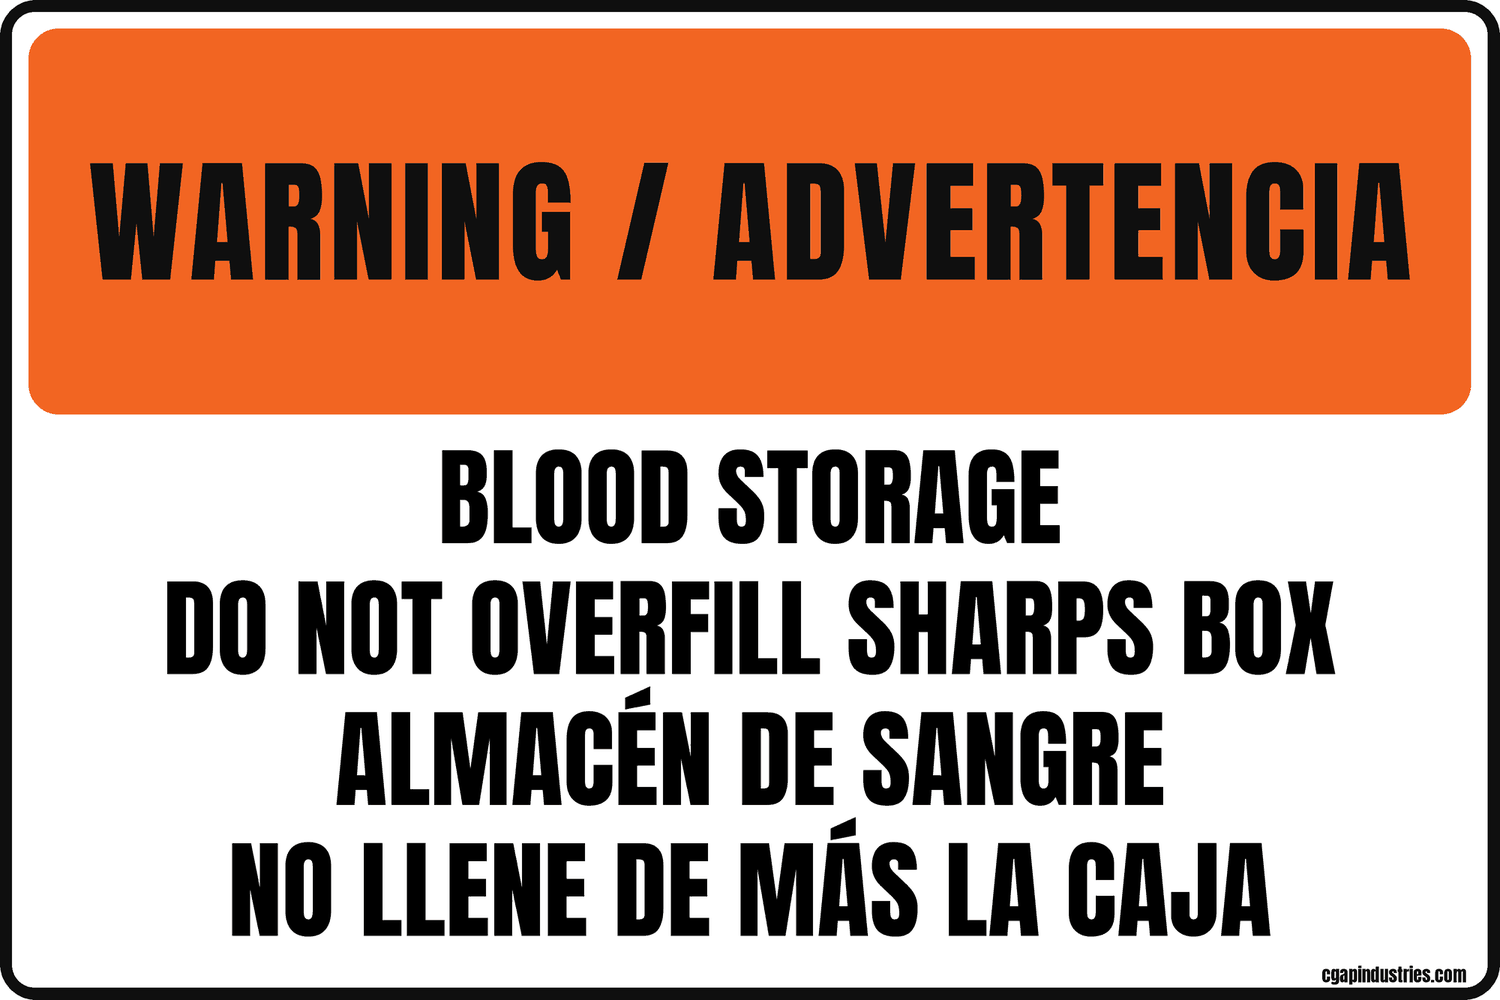 WARNING / ADVERTENCIA
BLOOD STORAGE
DO NOT OVERFILL SHARPS BOX
ALMACÉN DE SANGRE
NO LLENE DE MÁS LA CAJA
cgapindustries.com